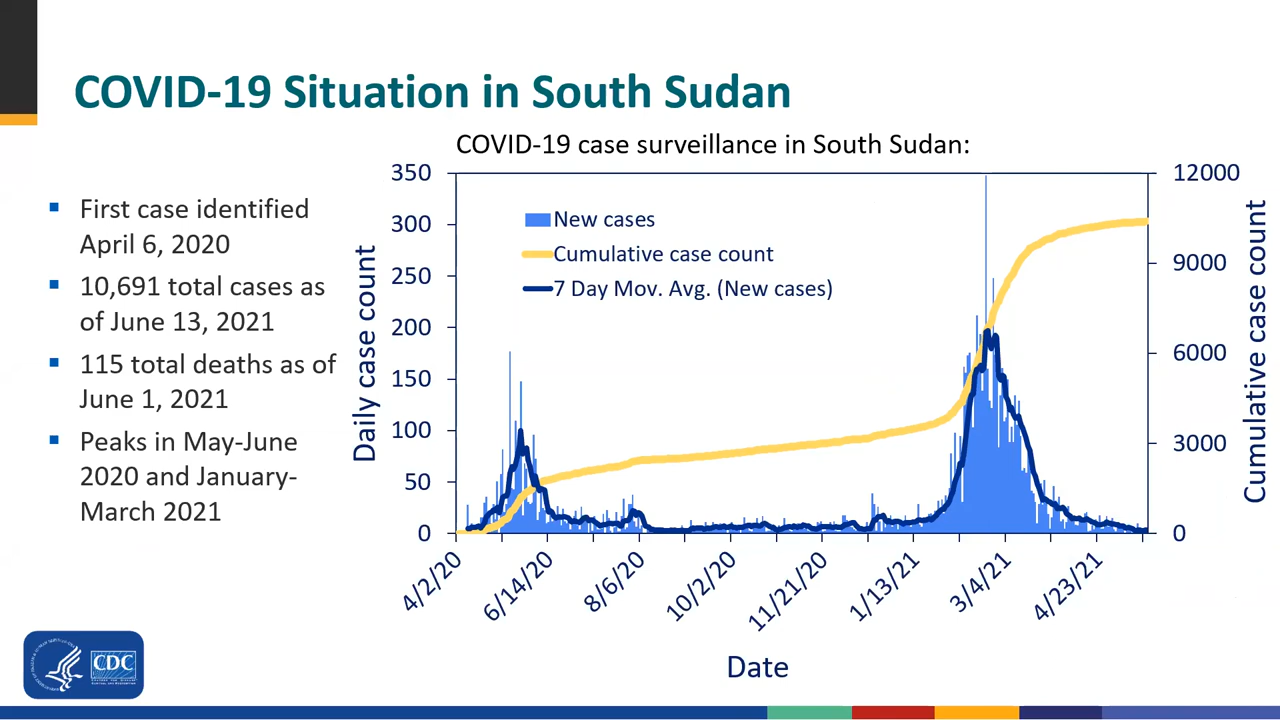 COVID-19 Situation in South Sudan
First case identified
April 6, 2020
10,691 total cases as
of June 13, 2021
115 total deaths as of
June 1, 2021
Peaks in May-June
2020 and January-
March 2021
COVID-19 case surveillance in South Sudan:
New cases
Cumulative case count
7 Day Mov. Avg. (New cases)
Daily case count
350
300
250
200
150
100
50
0
12000
9000
6000
3000
0
Cumulative case count
4/2/20
6/14/20
8/6/20
10/2/20
11/21/20
1/13/21
3/4/21
4/23/21
Date
CDC